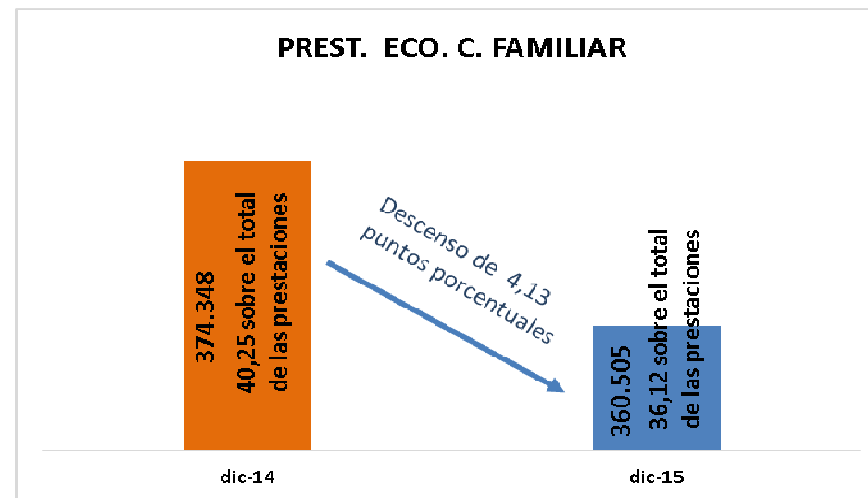 PREST. ECO. C. FAMILIAR
374.348
40,25 sobre el total
de las prestaciones
Descenso de 4,13
puntos porcentuales
360.505
36,12 sobre el total
de las prestaciones
dic-14
dic-15